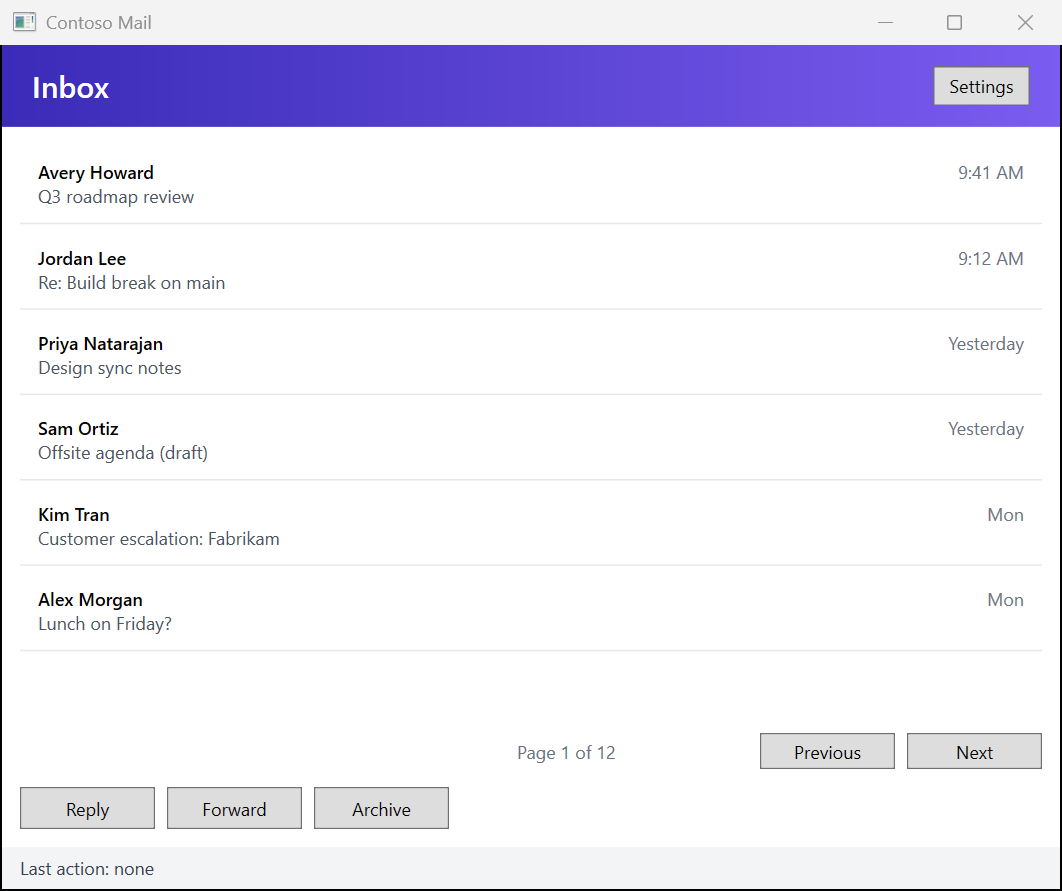 Contoso Mail
Inbox
Settings
Avery Howard
9:41 AM
Q3 roadmap review
Jordan Lee
9:12 AM
Re: Build break on main
Priya Natarajan
Yesterday
Design sync notes
Sam Ortiz
Yesterday
Offsite agenda (draft)
Kim Tran
Mon
Customer escalation: Fabrikam
Alex Morgan
Mon
Lunch on Friday?
Page 1 of 12
Previous
Next
Reply
Forward
Archive
Last action: none